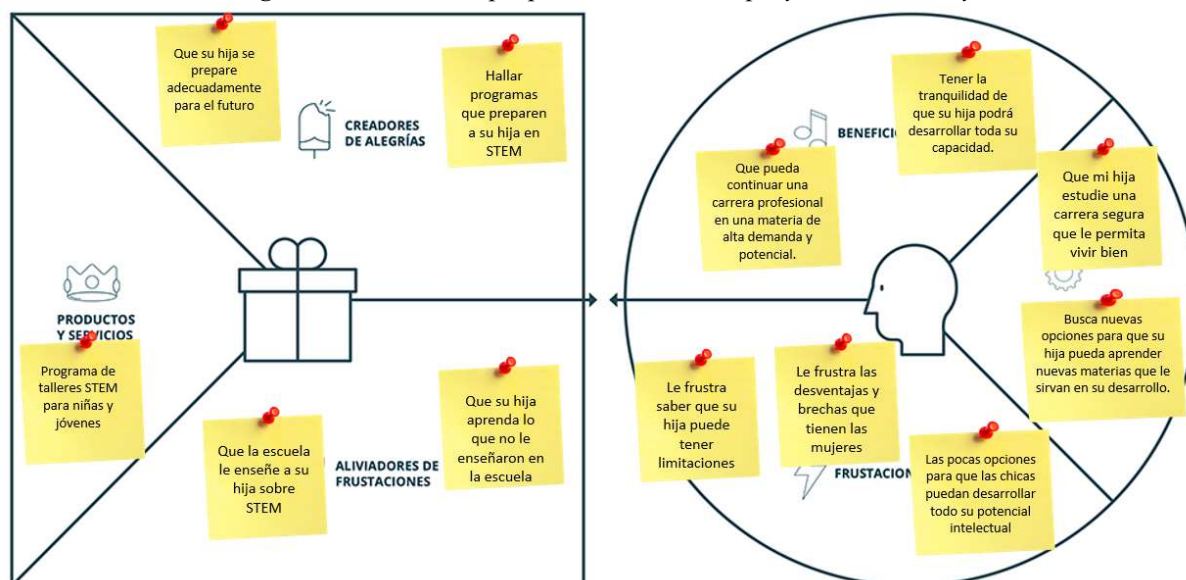 Que su hija se
prepare
adecuadamente
para el futuro
Hallar
programas
que preparen
a su hija en
STEM
CREADORES
DE ALEGRÍAS
PRODUCTOS
Y SERVICIOS
Programa de
talleres STEM
para niñas y
jóvenes
Que la escuela
le enseñe a su
hija sobre
STEM
ALIVIADORES DE
FRUSTACIONES
Que su hija
aprenda lo
que no le
enseñaron en
la escuela
Tener la
tranquilidad de
que su hija podrá
desarrollar toda su
capacidad.
BENEFICIO
Que pueda
continuar una
carrera profesional
en una materia de
alta demanda y
potencial.
Que mi hija
estudie una
carrera segura
que le permita
vivir bien
Busca nuevas
opciones para que su
hija pueda aprender
nuevas materias que le
sirvan en su desarrollo.
Le frustra
saber que su
hija puede
tener
limitaciones
Le frustra las
desventajas y
brechas que
tienen las
mujeres
FRUSTACION
Las pocas opciones
para que las chicas
puedan desarrollar
todo su potencial
intelectual